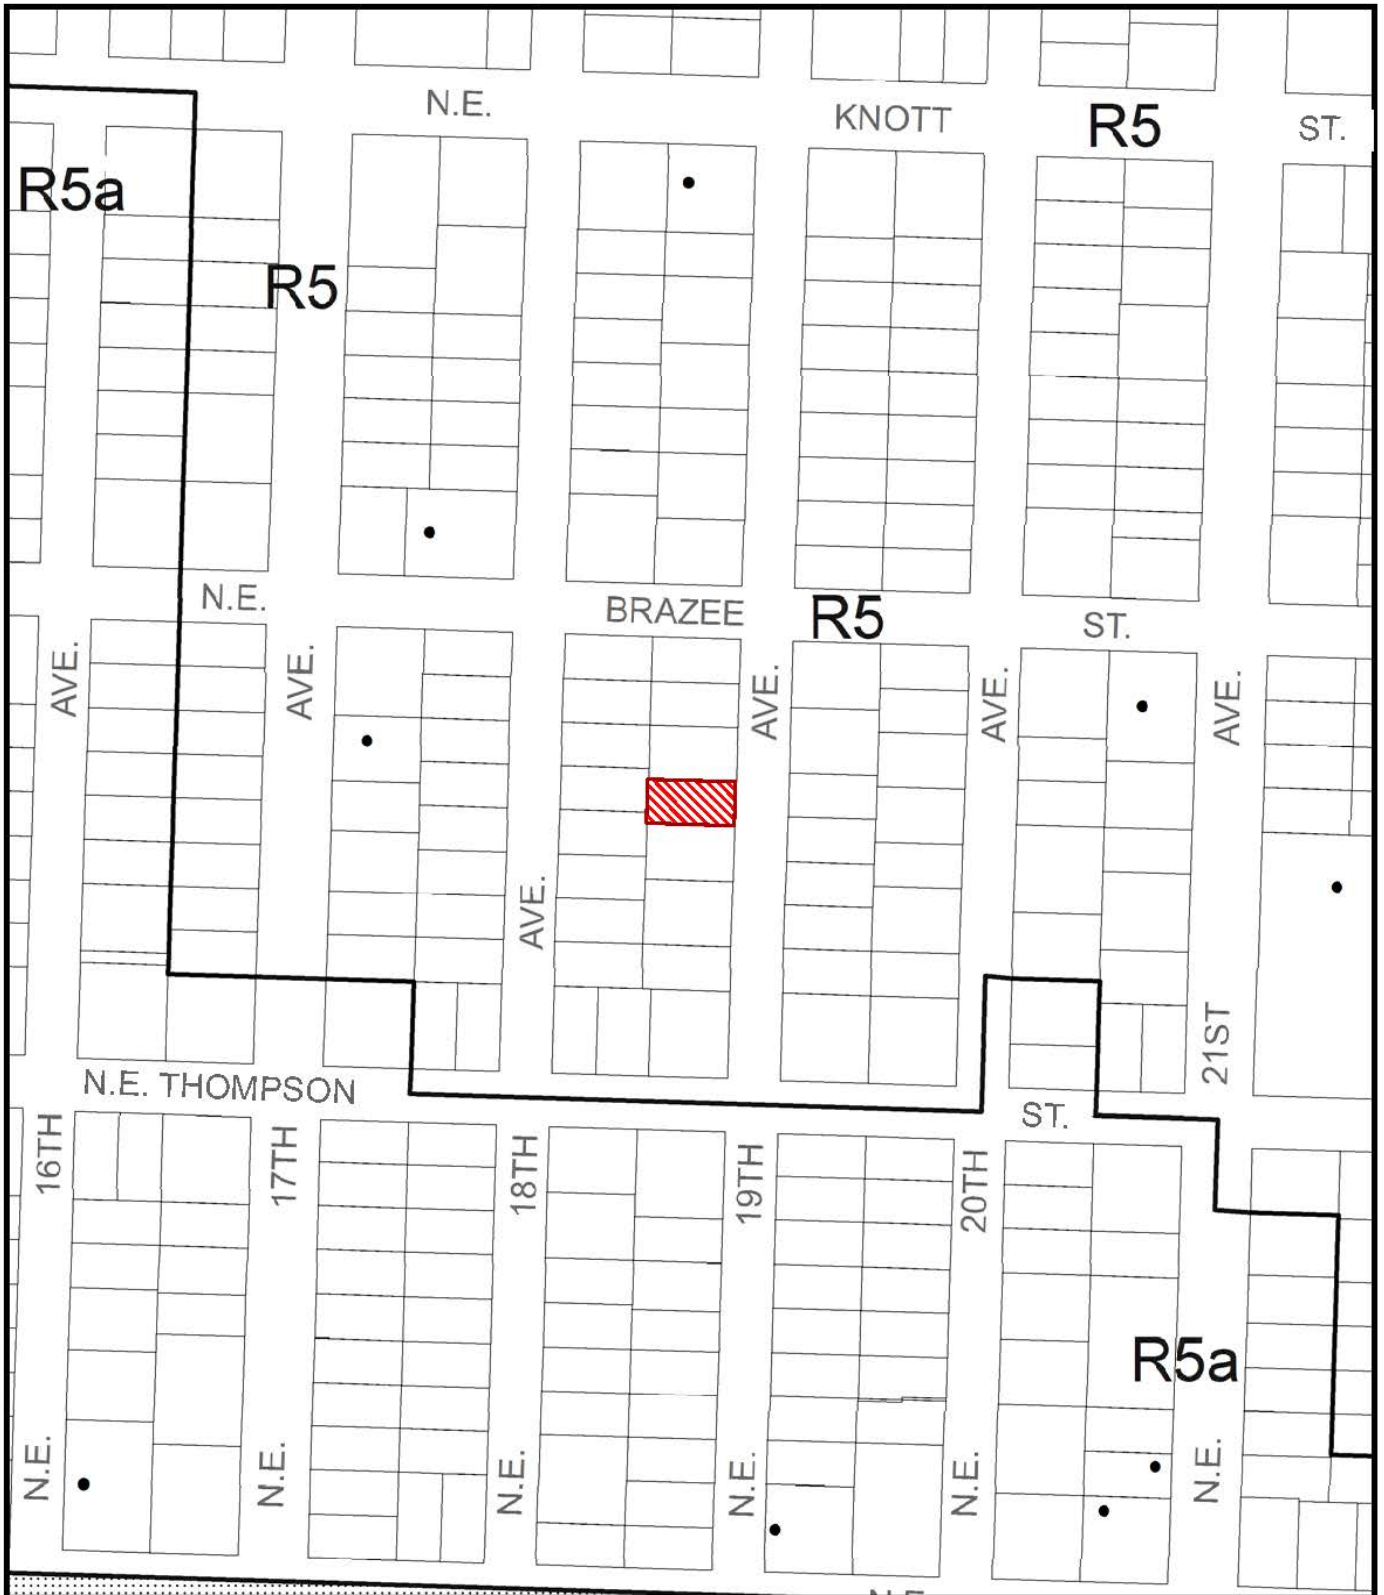 N.E. KNOTT ST.
R5
R5a
R5
N.E. BRAZEE ST.
R5
AVE. AVE. AVE. AVE. AVE.
AVE.
N.E. THOMPSON ST.
16TH 17TH 18TH 19TH 20TH 21ST
R5a
N.E. N.E. N.E. N.E. N.E. N.E.
N.E.